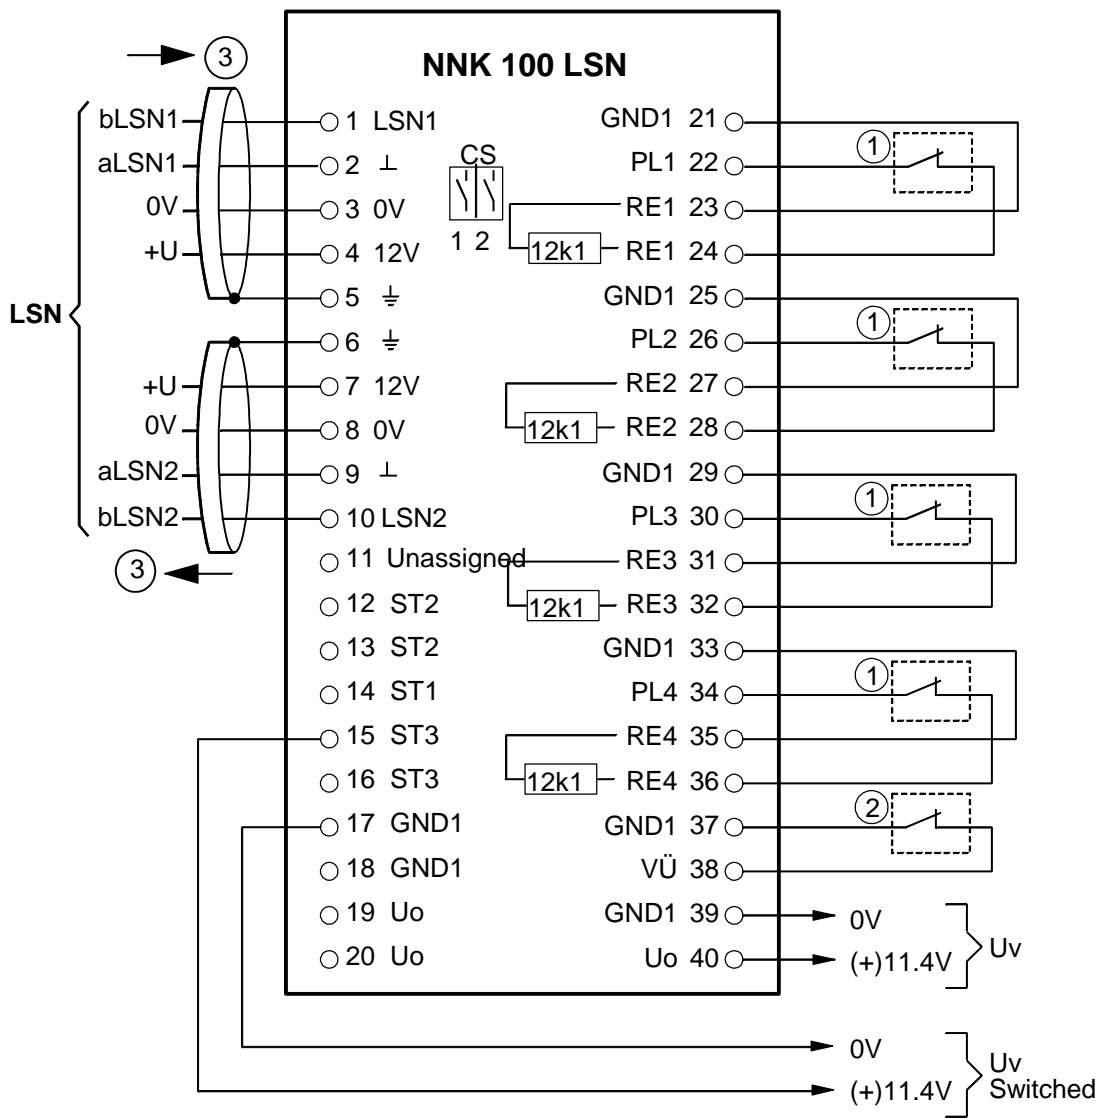 3
NNK 100 LSN
bLSN1
aLSN1
0V
+U
LSN
+U
0V
aLSN2
bLSN2
3
1 LSN1
2 ⊥
3 0V
4 12V
5 ⏚
6 ⏚
7 12V
8 0V
9 ⊥
10 LSN2
11 Unassigned
12 ST2
13 ST2
14 ST1
15 ST3
16 ST3
17 GND1
18 GND1
19 Uo
20 Uo
CS
1 2
GND1 21
PL1 22
RE1 23
12k1 RE1 24
GND1 25
PL2 26
RE2 27
12k1 RE2 28
GND1 29
PL3 30
RE3 31
12k1 RE3 32
GND1 33
PL4 34
RE4 35
12k1 RE4 36
GND1 37
VÜ 38
GND1 39
Uo 40
1
1
1
1
2
0V
(+)11.4V
Uv
0V
(+)11.4V
Uv
Switched